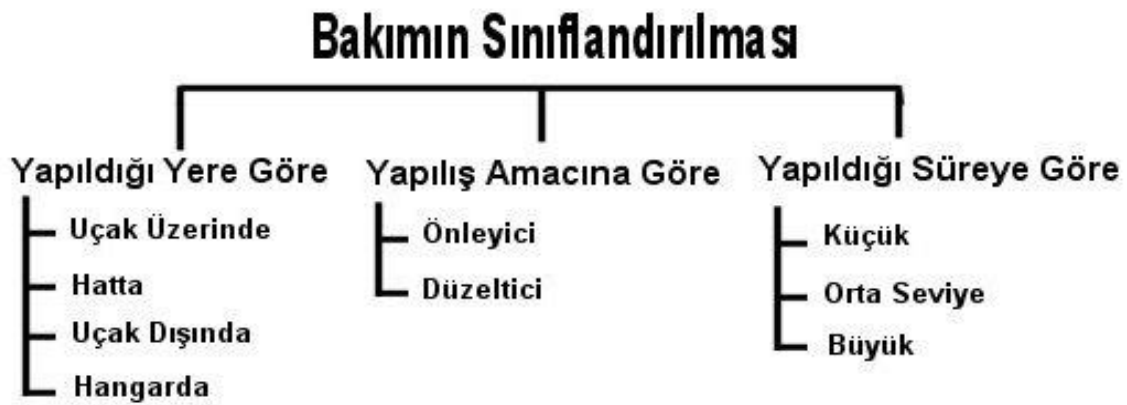 Bakımın Sınıflandırılması
Yapıldığı Yere Göre
Uçak Üzerinde
Hatta
Uçak Dışında
Hangarda
Yapılış Amacına Göre
Önleyici
Düzeltici
Yapıldığı Süreye Göre
Küçük
Orta Seviye
Büyük